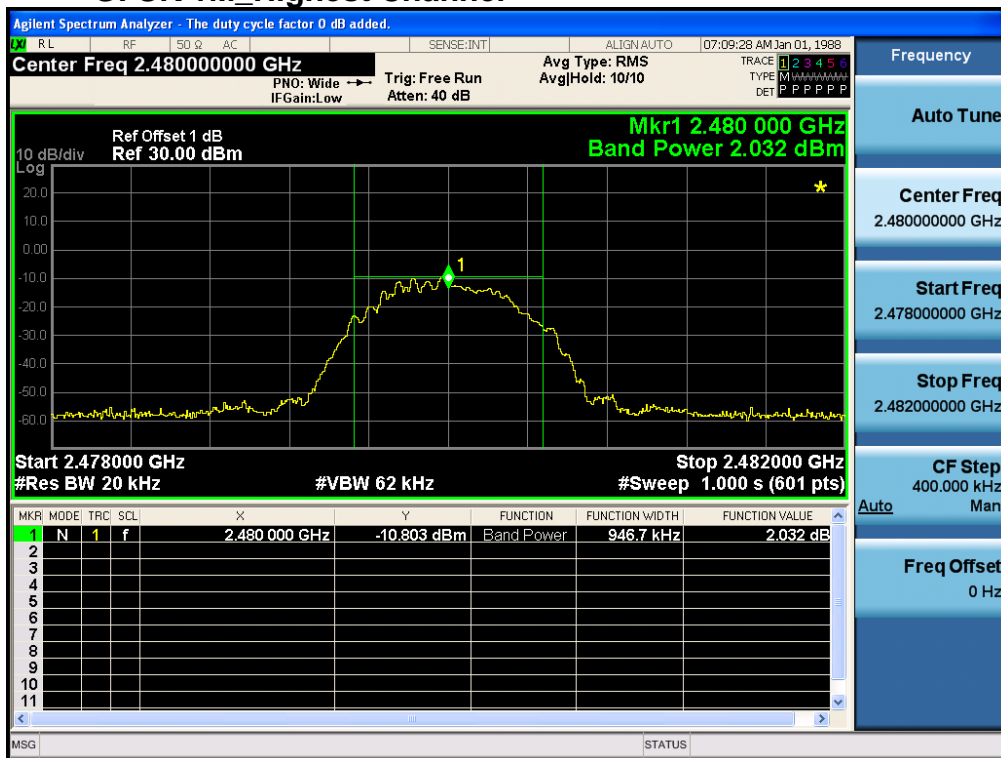 Agilent Spectrum Analyzer - The duty cycle factor 0 dB added.
LXI RL RF 50 Ω AC SENSE:INT ALIGN AUTO 07:09:28 AM Jan 01, 1988
Center Freq 2.480000000 GHz
PNO: Wide
IFGain:Low
Trig: Free Run
Atten: 40 dB
Avg Type: RMS
Avg|Hold: 10/10
TRACE 1 2 3 4 5 6
TYPE M
DET P P P P P P
Ref Offset 1 dB
Ref 30.00 dBm
10 dB/div
Log
Mkr1 2.480 000 GHz
Band Power 2.032 dBm
20.0
10.0
0.00
-10.0
-20.0
-30.0
-40.0
-50.0
-60.0
1
*
Start 2.478000 GHz
Stop 2.482000 GHz
#Res BW 20 kHz #VBW 62 kHz #Sweep 1.000 s (601 pts)
MKR MODE TRC SCL X Y FUNCTION FUNCTION WIDTH FUNCTION VALUE
1 N 1 f 2.480 000 GHz -10.803 dBm Band Power 946.7 kHz 2.032 dB
2
3
4
5
6
7
8
9
10
11
MSG STATUS
Frequency
Auto Tune
Center Freq
2.480000000 GHz
Start Freq
2.478000000 GHz
Stop Freq
2.482000000 GHz
CF Step
400.000 kHz
Auto Man
Freq Offset
0 Hz